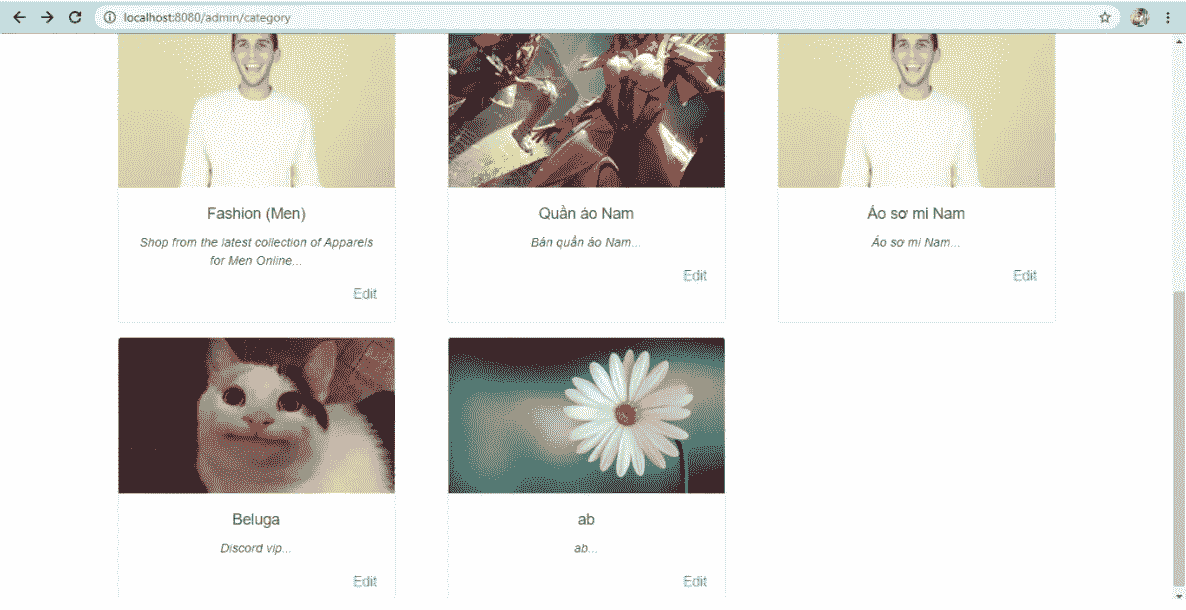 localhost:8080/admin/category
Fashion (Men)
Quần áo Nam
Áo sơ mi Nam
Shop from the latest collection of Apparels
for Men Online...
Bán quần áo Nam...
Áo sơ mi Nam...
Edit
Edit
Edit
Beluga
ab
Discord vip...
ab...
Edit
Edit